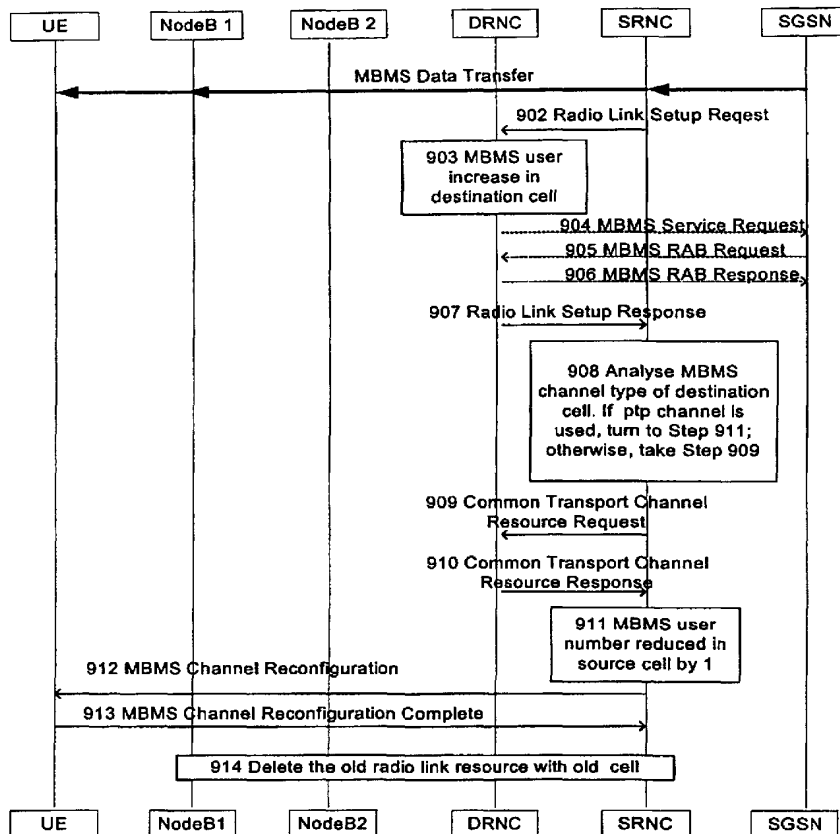 UE NodeB 1 NodeB 2 DRNC SRNC SGSN
MBMS Data Transfer
902 Radio Link Setup Reqest
903 MBMS user
increase in
destination cell
904 MBMS Service Request
905 MBMS RAB Request
906 MBMS RAB Response
907 Radio Link Setup Response
908 Analyse MBMS
channel type of destination
cell. If ptp channel is
used, turn to Step 911;
otherwise, take Step 909
909 Common Transport Channel
Resource Request
910 Common Transport Channel
Resource Response
911 MBMS user
number reduced in
source cell by 1
912 MBMS Channel Reconfiguration
913 MBMS Channel Reconfiguration Complete
914 Delete the old radio link resource with old cell
UE NodeB1 NodeB2 DRNC SRNC SGSN